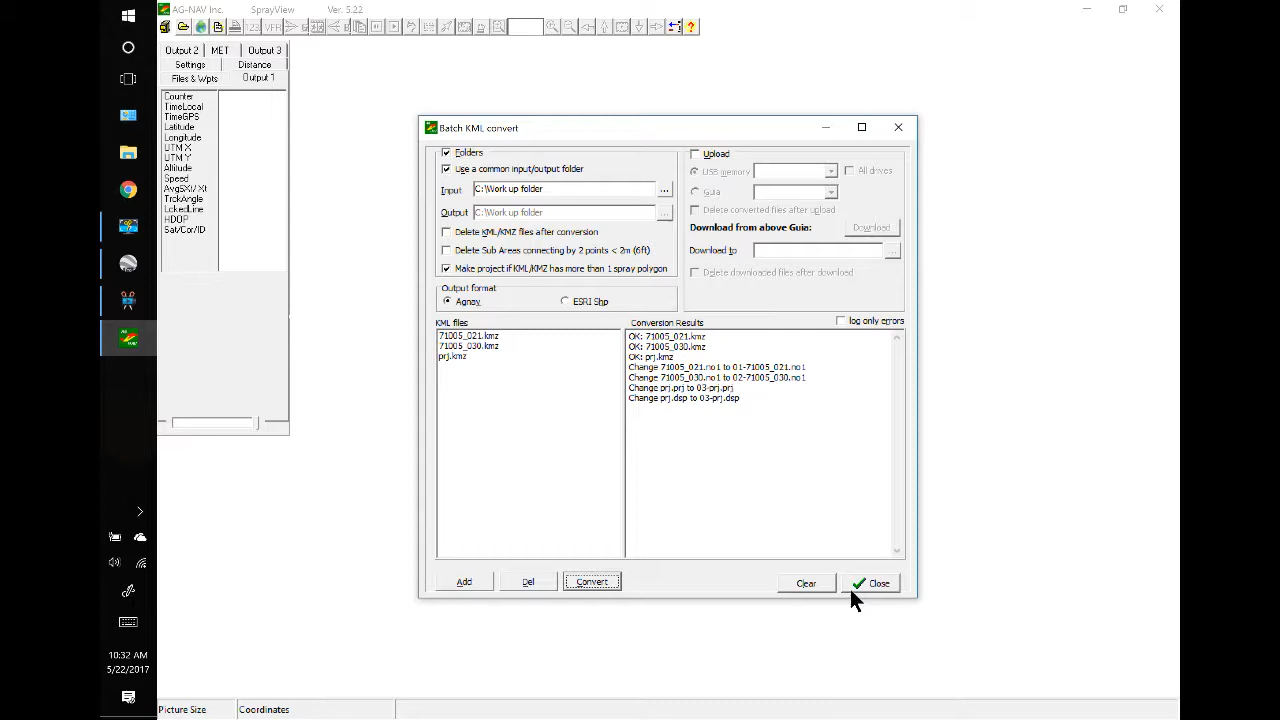 AG-NAV Inc. SprayView Ver. 5.22
Output 2 MET Output 3
Settings Distance
Files & Wpts Output 1
Counter
TimeLocal
TimeGPS
Latitude
Longitude
UTM X
UTM Y
Altitude
Speed
AvgSXI/Xt
TrckAngle
LckedLine
HDOP
Sat/Cor/ID
Batch KML convert
Folders
Use a common input/output folder
Input C:\Work up folder ...
Output C:\Work up folder ...
Delete KML/KMZ files after conversion
Delete Sub Areas connecting by 2 points < 2m (6ft)
Make project if KML/KMZ has more than 1 spray polygon
Output format
Agnav ESRI Shp
Upload
USB memory All drives
Guia
Delete converted files after upload
Download from above Guia: Download
Download to ...
Delete downloaded files after download
KML files
71005_021.kmz
71005_030.kmz
prj.kmz
Conversion Results log only errors
OK: 71005_021.kmz
OK: 71005_030.kmz
OK: prj.kmz
Change 71005_021.no1 to 01-71005_021.no1
Change 71005_030.no1 to 02-71005_030.no1
Change prj.prj to 03-prj.prj
Change prj.dsp to 03-prj.dsp
Add Del Convert Clear Close
10:32 AM
5/22/2017
Picture Size Coordinates